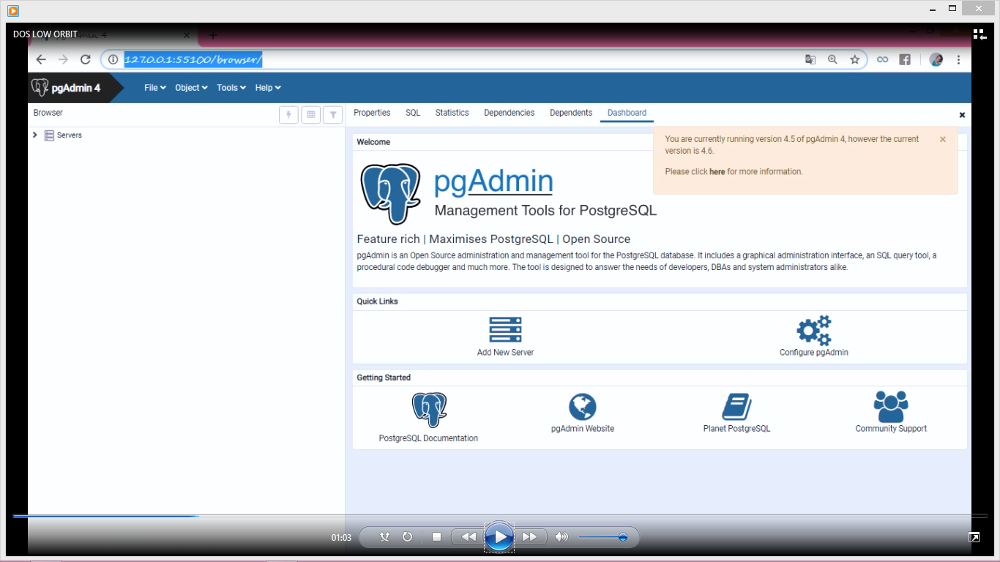 DOS LOW ORBIT
127.0.0.1:55100/browser/
pgAdmin 4
File Object Tools Help
Browser
Properties SQL Statistics Dependencies Dependents Dashboard
Servers
You are currently running version 4.5 of pgAdmin 4, however the current
version is 4.6.
Please click here for more information.
Welcome
pgAdmin
Management Tools for PostgreSQL
Feature rich | Maximises PostgreSQL | Open Source
pgAdmin is an Open Source administration and management tool for the PostgreSQL database. It includes a graphical administration interface, an SQL query tool, a
procedural code debugger and much more. The tool is designed to answer the needs of developers, DBAs and system administrators alike.
Quick Links
Add New Server
Configure pgAdmin
Getting Started
PostgreSQL Documentation
pgAdmin Website
Planet PostgreSQL
Community Support
01:03